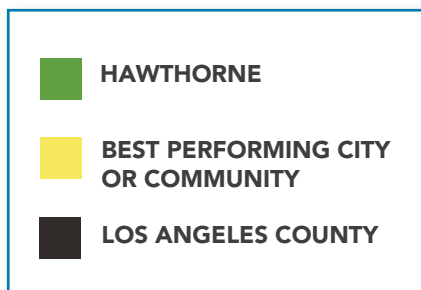 HAWTHORNE
BEST PERFORMING CITY
OR COMMUNITY
LOS ANGELES COUNTY